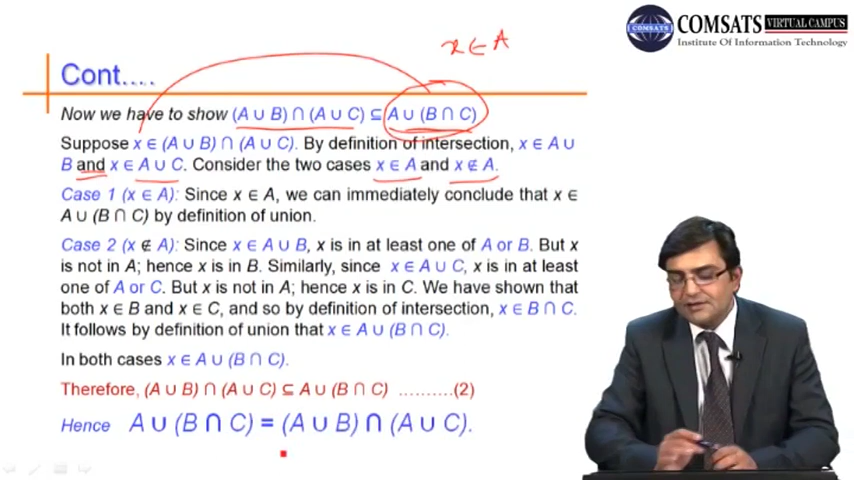 COMSATS VIRTUAL CAMPUS
Institute Of Information Technology
x ∈ A
Cont....
Now we have to show (A ∪ B) ∩ (A ∪ C) ⊆ A ∪ (B ∩ C)
Suppose x ∈ (A ∪ B) ∩ (A ∪ C). By definition of intersection, x ∈ A ∪
B and x ∈ A ∪ C. Consider the two cases x ∈ A and x ∉ A.
Case 1 (x ∈ A): Since x ∈ A, we can immediately conclude that x ∈
A ∪ (B ∩ C) by definition of union.
Case 2 (x ∉ A): Since x ∈ A ∪ B, x is in at least one of A or B. But x
is not in A; hence x is in B. Similarly, since x ∈ A ∪ C, x is in at least
one of A or C. But x is not in A; hence x is in C. We have shown that
both x ∈ B and x ∈ C, and so by definition of intersection, x ∈ B ∩ C.
It follows by definition of union that x ∈ A ∪ (B ∩ C).
In both cases x ∈ A ∪ (B ∩ C).
Therefore, (A ∪ B) ∩ (A ∪ C) ⊆ A ∪ (B ∩ C) ..........(2)
Hence A ∪ (B ∩ C) = (A ∪ B) ∩ (A ∪ C).